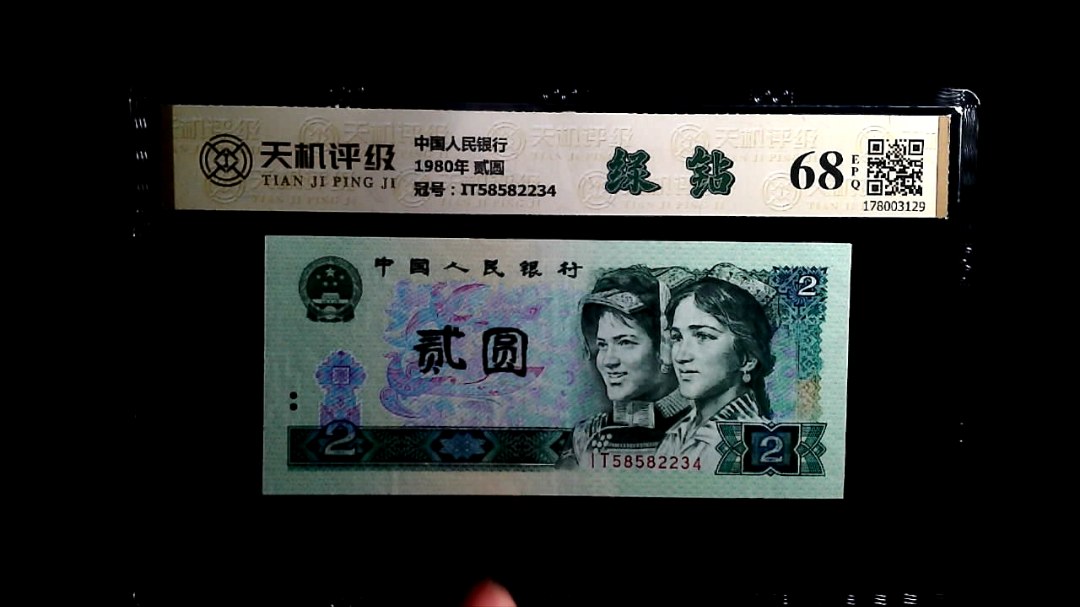 天机评级
TIAN JI PING JI
中国人民银行
1980年 贰圆
冠号：IT58582234
绿 钻
68
EPQ
178003129
中国人民银行
贰圆
2
2
IT58582234
2